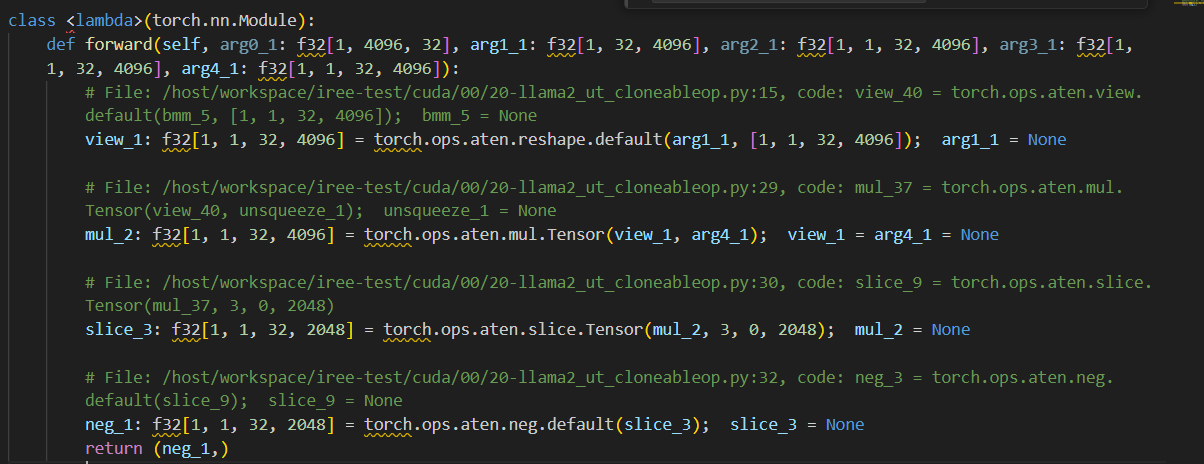 class <lambda>(torch.nn.Module):
def forward(self, arg0_1: f32[1, 4096, 32], arg1_1: f32[1, 32, 4096], arg2_1: f32[1, 1, 32, 4096], arg3_1: f32[1,
1, 32, 4096], arg4_1: f32[1, 1, 32, 4096]):
# File: /host/workspace/iree-test/cuda/00/20-llama2_ut_cloneableop.py:15, code: view_40 = torch.ops.aten.view.
default(bmm_5, [1, 1, 32, 4096]);  bmm_5 = None
view_1: f32[1, 1, 32, 4096] = torch.ops.aten.reshape.default(arg1_1, [1, 1, 32, 4096]);  arg1_1 = None
# File: /host/workspace/iree-test/cuda/00/20-llama2_ut_cloneableop.py:29, code: mul_37 = torch.ops.aten.mul.
Tensor(view_40, unsqueeze_1);  unsqueeze_1 = None
mul_2: f32[1, 1, 32, 4096] = torch.ops.aten.mul.Tensor(view_1, arg4_1);  view_1 = arg4_1 = None
# File: /host/workspace/iree-test/cuda/00/20-llama2_ut_cloneableop.py:30, code: slice_9 = torch.ops.aten.slice.
Tensor(mul_37, 3, 0, 2048)
slice_3: f32[1, 1, 32, 2048] = torch.ops.aten.slice.Tensor(mul_2, 3, 0, 2048);  mul_2 = None
# File: /host/workspace/iree-test/cuda/00/20-llama2_ut_cloneableop.py:32, code: neg_3 = torch.ops.aten.neg.
default(slice_9);  slice_9 = None
neg_1: f32[1, 1, 32, 2048] = torch.ops.aten.neg.default(slice_3);  slice_3 = None
return (neg_1,)